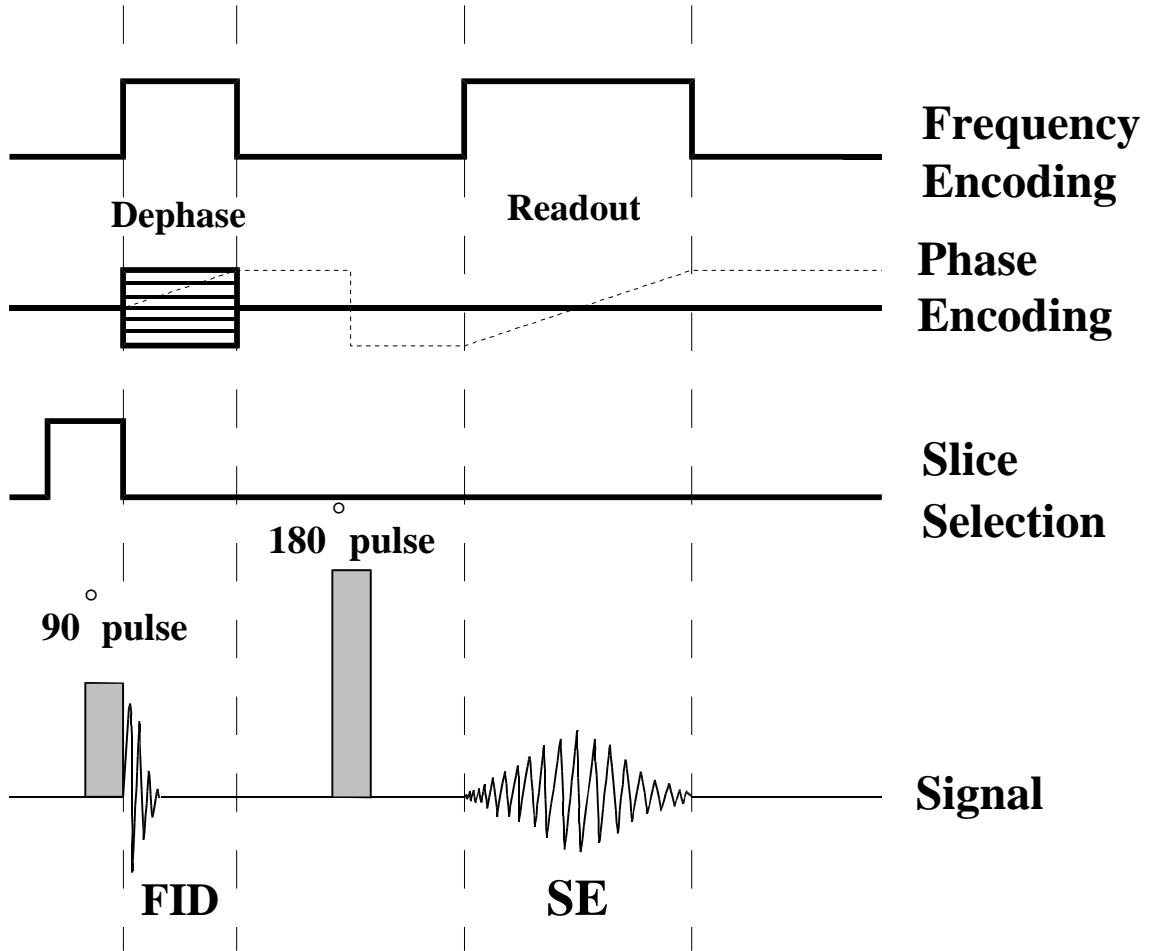 Frequency
Encoding
Dephase
Readout
Phase
Encoding
Slice
Selection
180° pulse
90° pulse
Signal
FID
SE